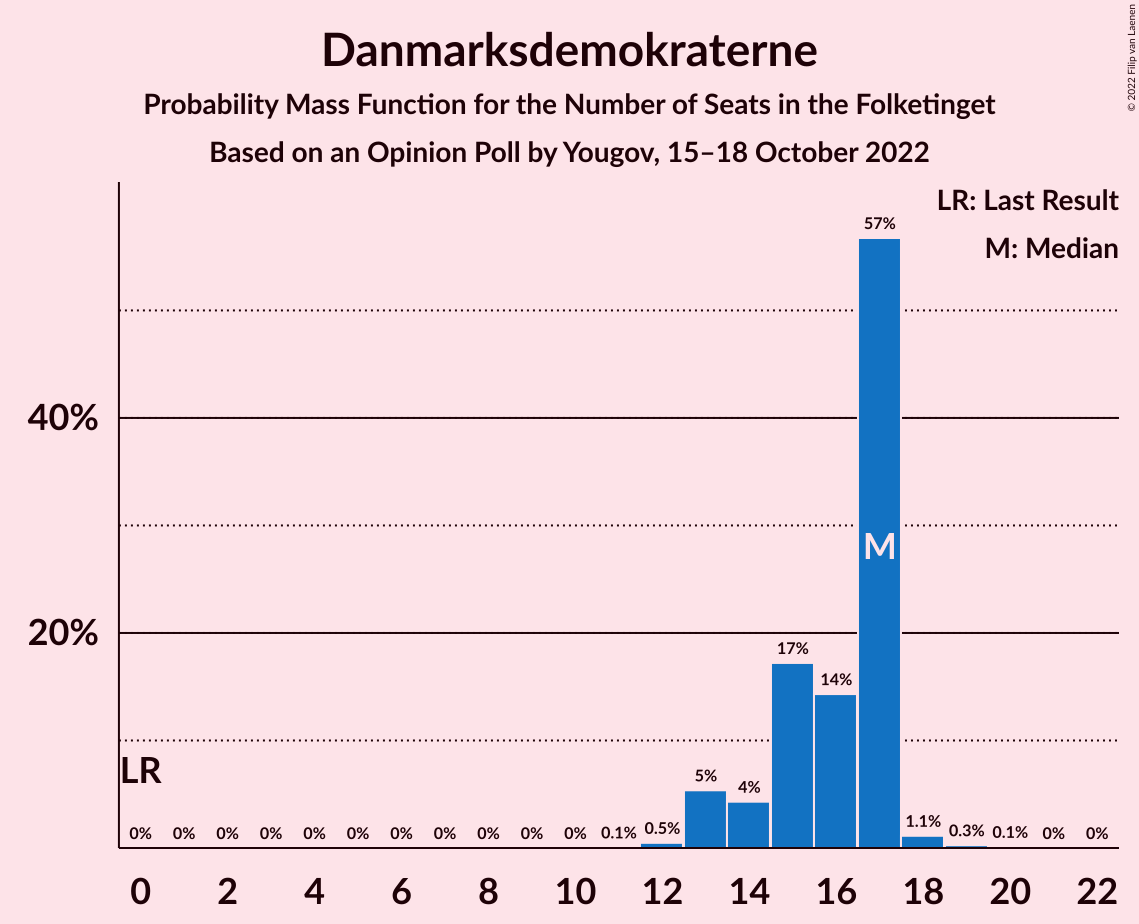 Danmarksdemokraterne
Probability Mass Function for the Number of Seats in the Folketinget
Based on an Opinion Poll by Yougov, 15–18 October 2022
© 2022 Filip van Laenen
LR: Last Result
M: Median
57%
40%
M
20%
17%
14%
LR
5%
4%
0% 0% 0% 0% 0% 0% 0% 0% 0% 0% 0% 0.1% 0.5% 1.1% 0.3% 0.1% 0% 0%
0 2 4 6 8 10 12 14 16 18 20 22